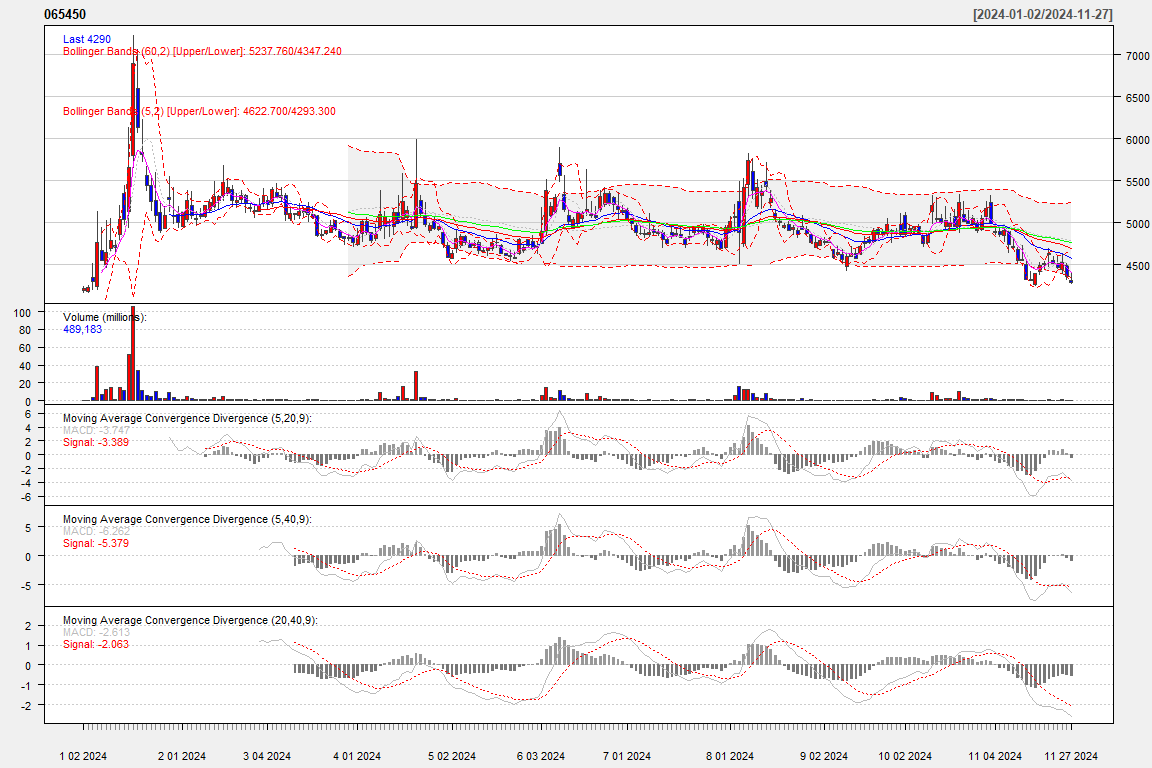 065450 [2024-01-02/2024-11-27]
Last 4290
Bollinger Bands (60,2) [Upper/Lower]: 5237.760/4347.240
Bollinger Bands (5,2) [Upper/Lower]: 4622.700/4293.300
7000
6500
6000
5500
5000
4500
Volume (millions):
489,183
100
80
60
40
20
0
Moving Average Convergence Divergence (5,20,9):
MACD: -3.747
Signal: -3.389
6
4
2
0
-2
-4
-6
Moving Average Convergence Divergence (5,40,9):
MACD: -6.262
Signal: -5.379
5
0
-5
Moving Average Convergence Divergence (20,40,9):
MACD: -2.613
Signal: -2.063
2
1
0
-1
-2
1 02 2024 2 01 2024 3 04 2024 4 01 2024 5 02 2024 6 03 2024 7 01 2024 8 01 2024 9 02 2024 10 02 2024 11 04 2024 11 27 2024